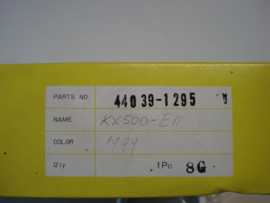 PARTS NO. 44039-1295
NAME KX500-E11
COLOR 1999
Q'ty 1Pc 8G